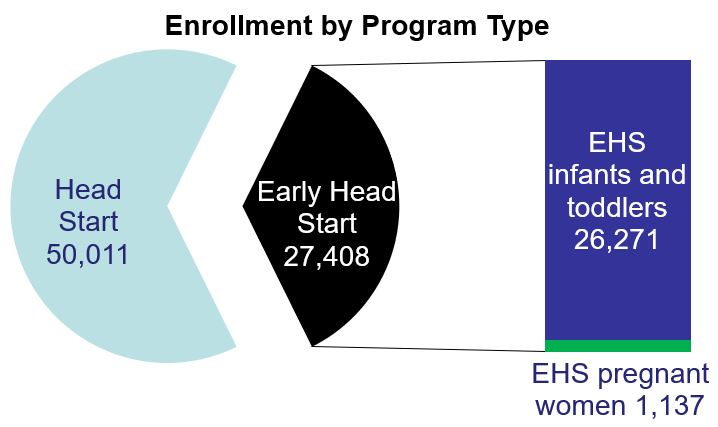 Enrollment by Program Type
Head
Start
50,011
Early Head
Start
27,408
EHS
infants and
toddlers
26,271
EHS pregnant
women 1,137